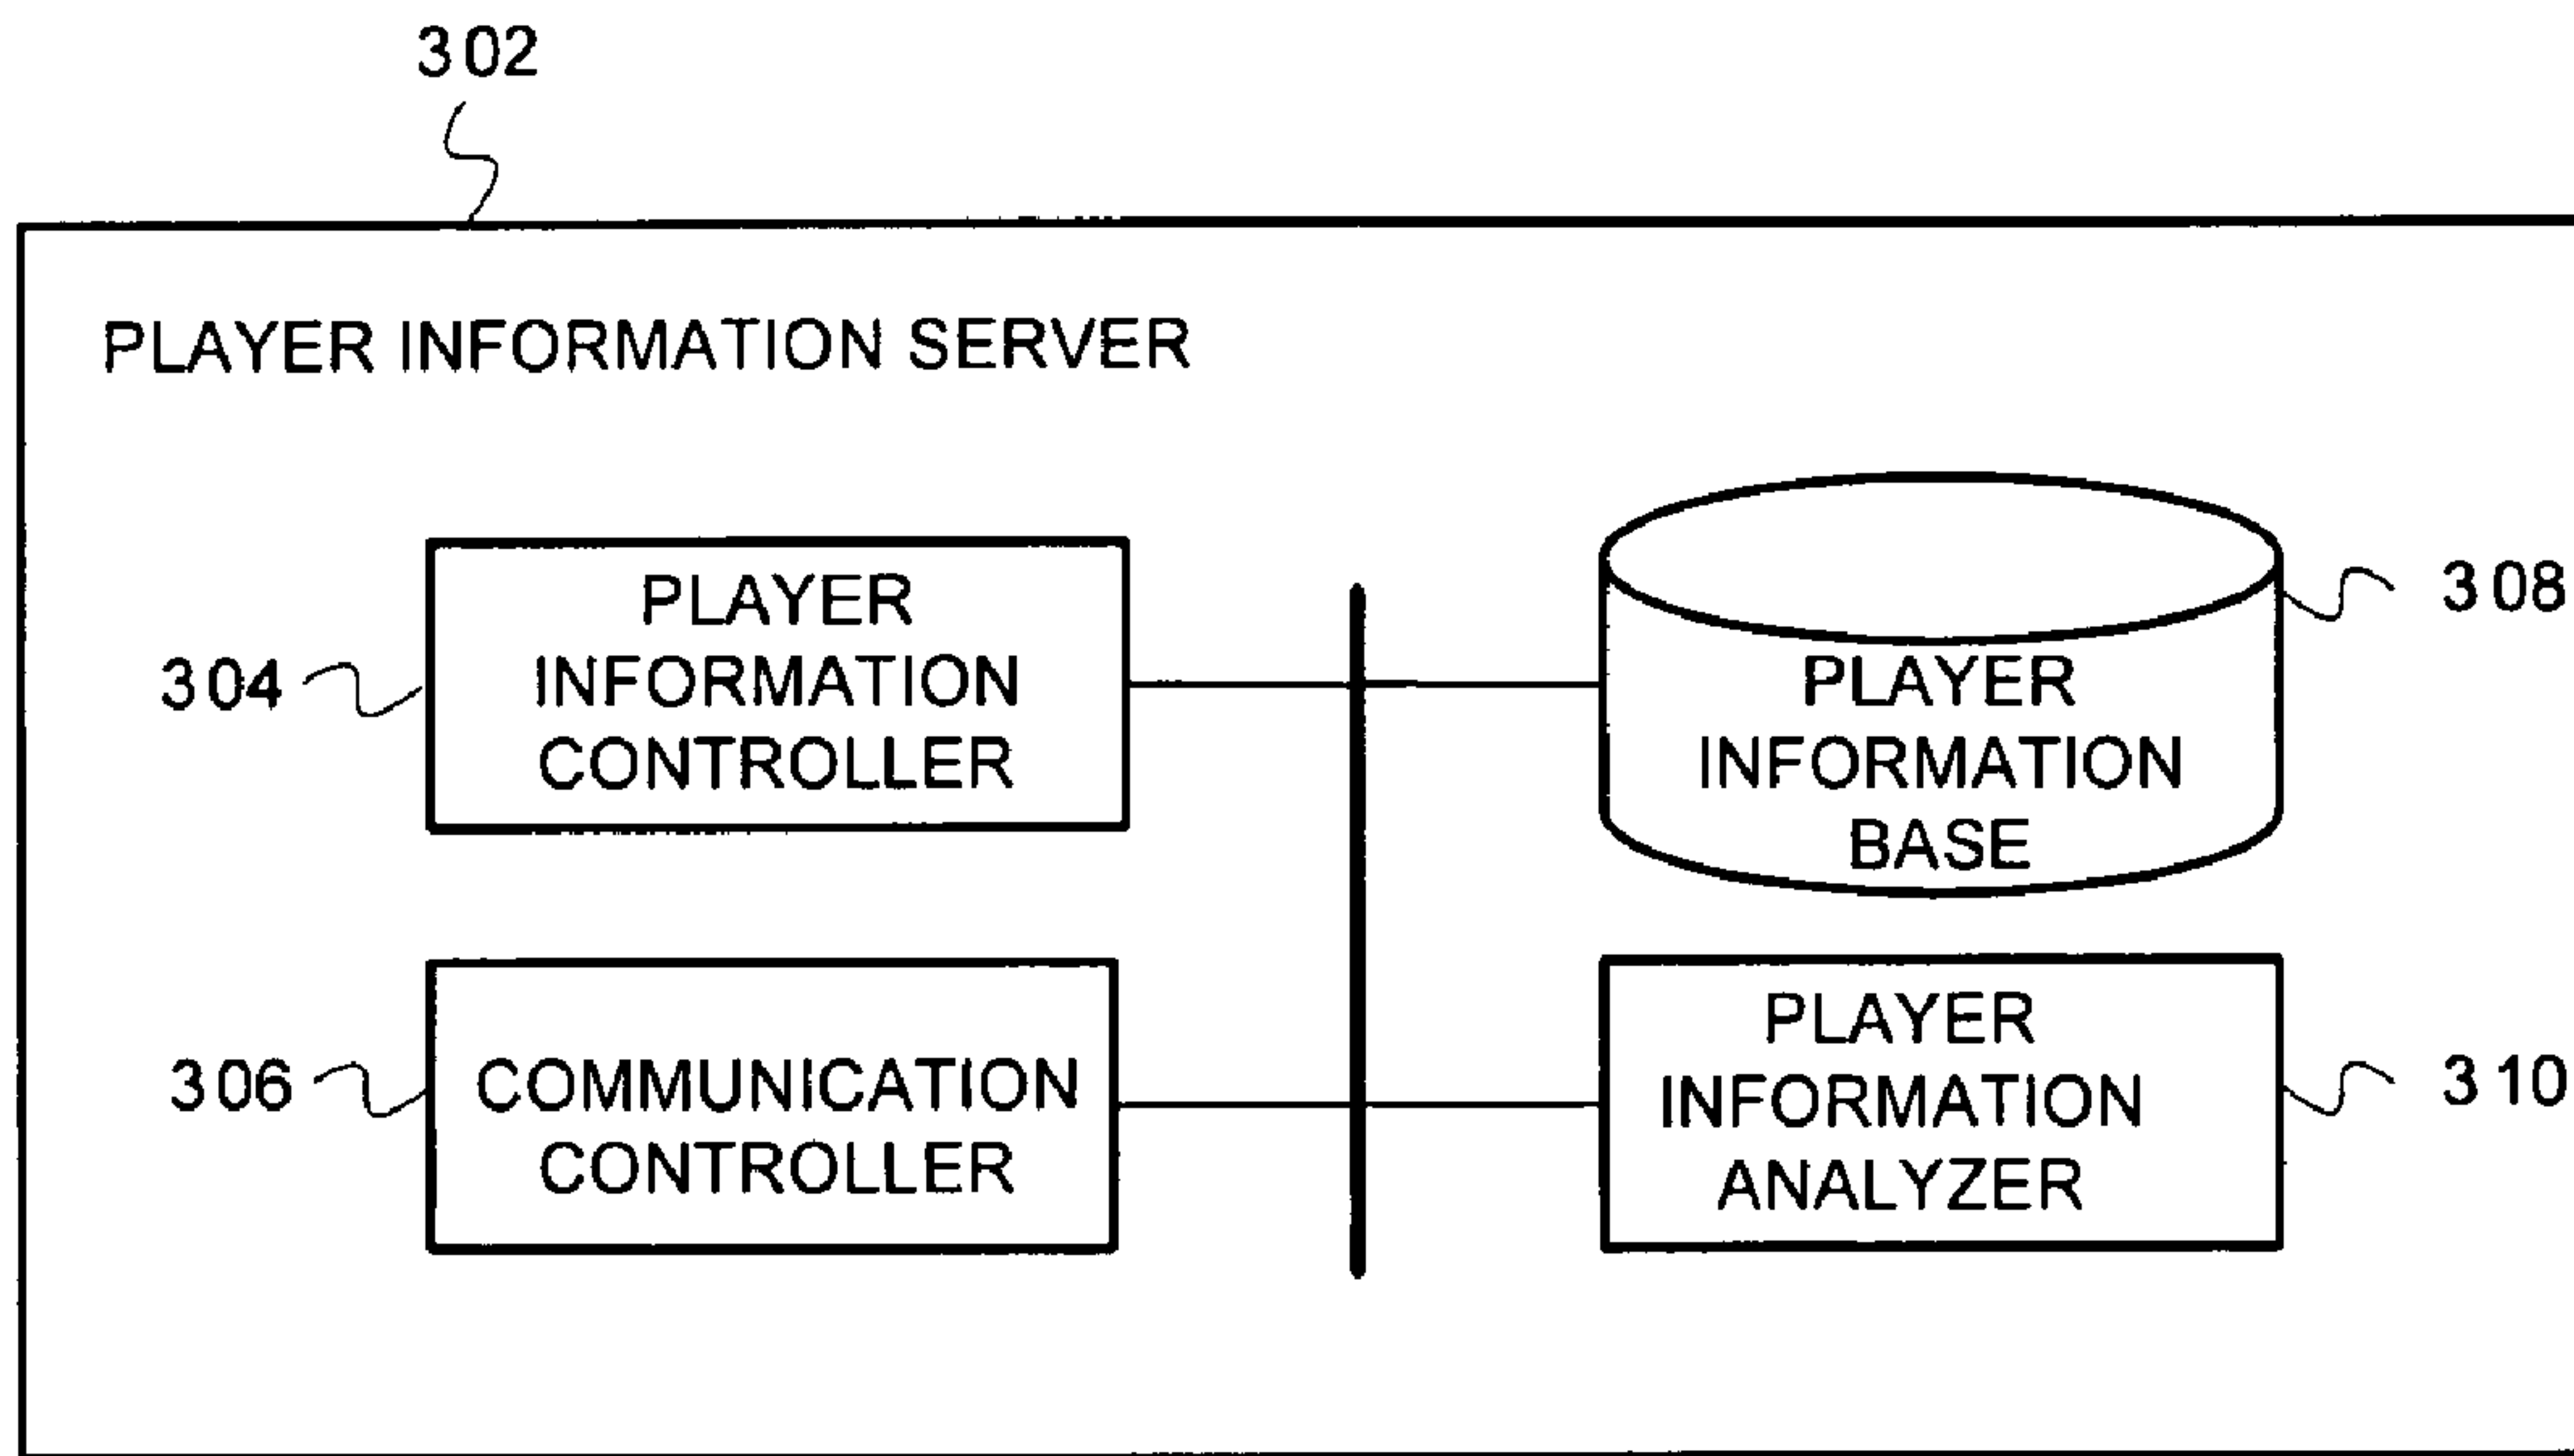 302
PLAYER INFORMATION SERVER
304
PLAYER
INFORMATION
CONTROLLER
308
PLAYER
INFORMATION
BASE
306
COMMUNICATION
CONTROLLER
310
PLAYER
INFORMATION
ANALYZER